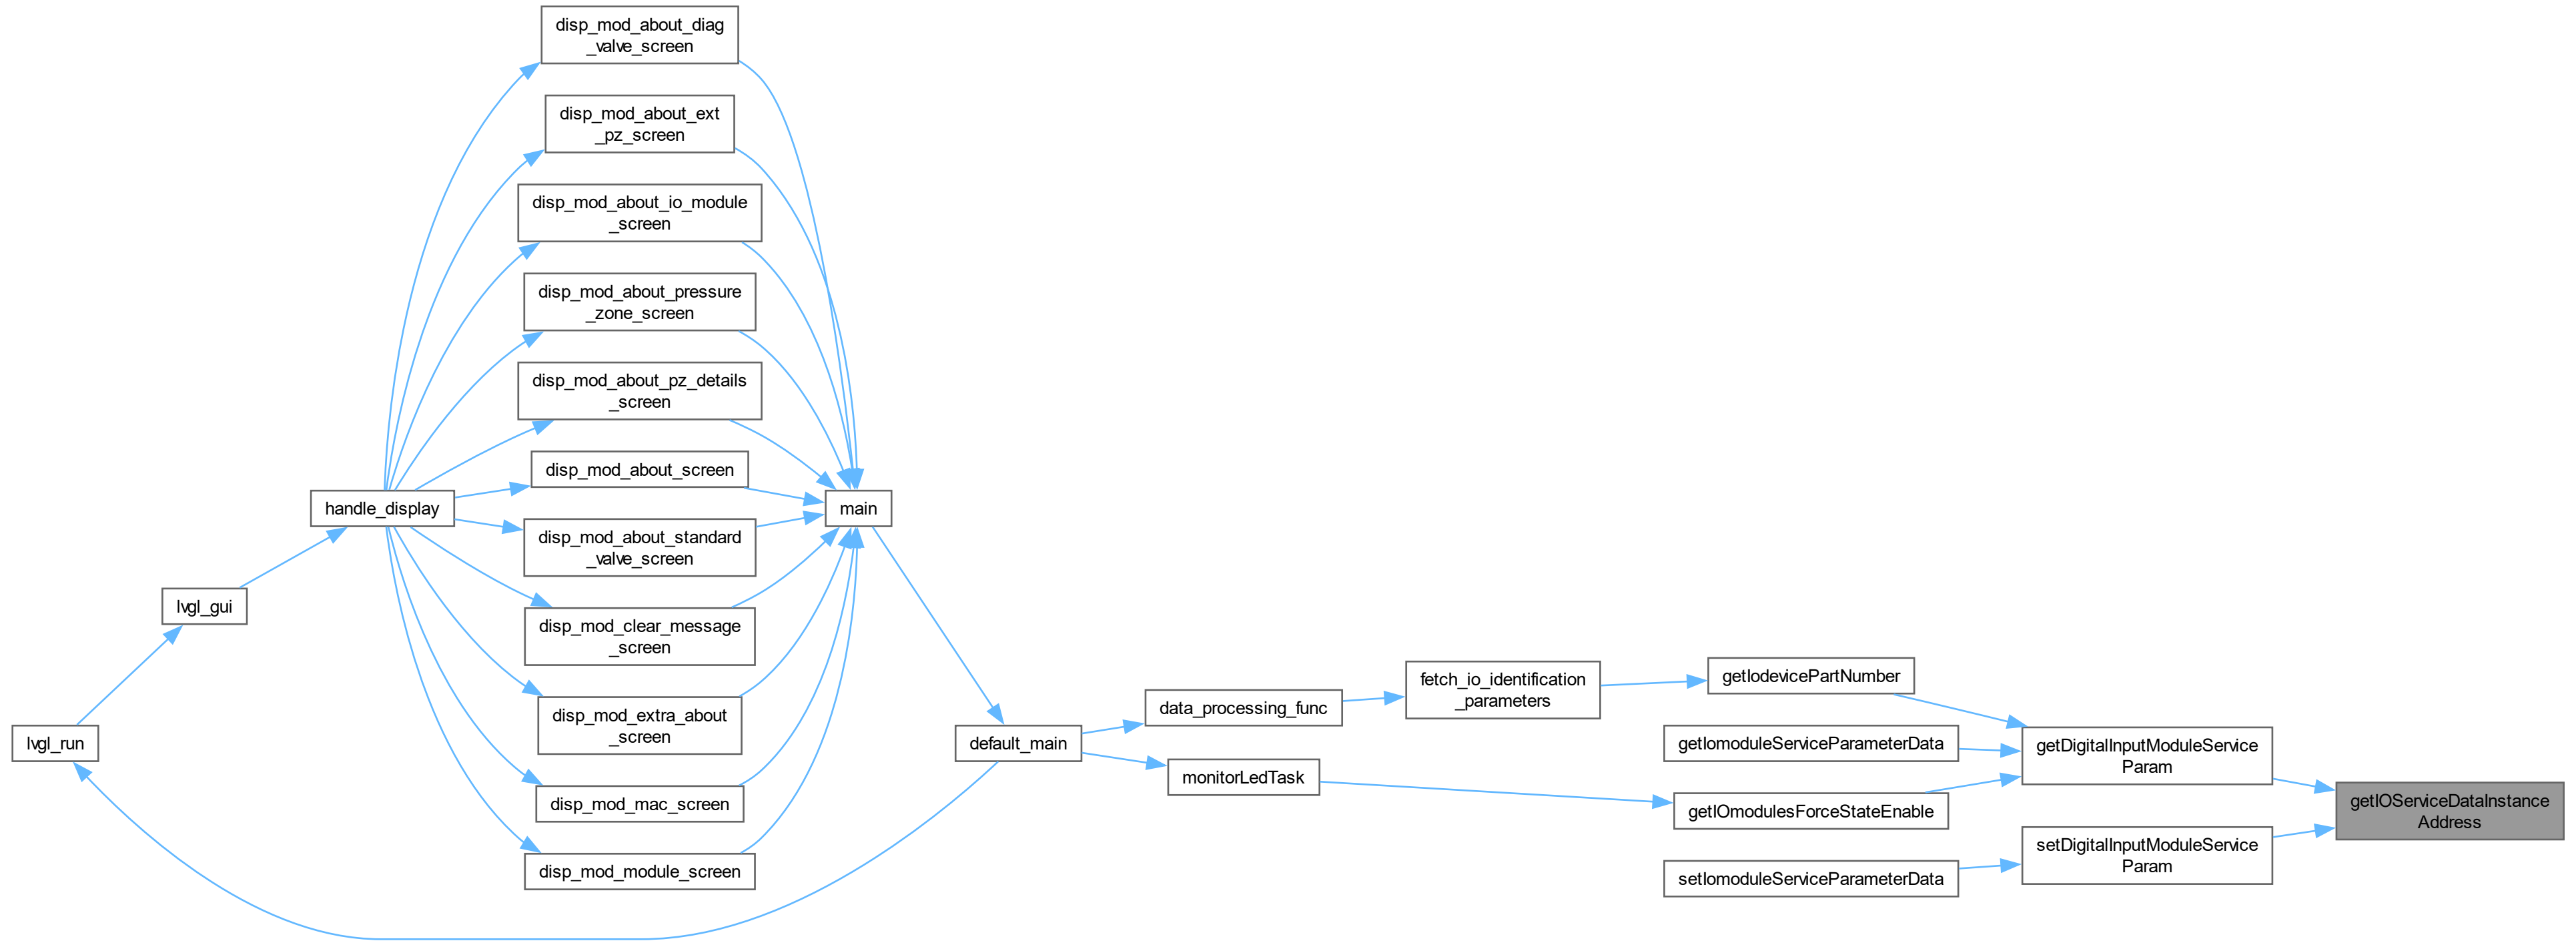 disp_mod_about_diag
_valve_screen
disp_mod_about_ext
_pz_screen
disp_mod_about_io_module
_screen
disp_mod_about_pressure
_zone_screen
disp_mod_about_pz_details
_screen
disp_mod_about_screen
handle_display
main
disp_mod_about_standard
_valve_screen
lvgl_gui
disp_mod_clear_message
_screen
disp_mod_extra_about
_screen
lvgl_run
default_main
data_processing_func
fetch_io_identification
_parameters
getIodevicePartNumber
getIomoduleServiceParameterData
getDigitalInputModuleService
Param
monitorLedTask
disp_mod_mac_screen
getIOmodulesForceStateEnable
getIOServiceDataInstance
Address
disp_mod_module_screen
setIomoduleServiceParameterData
setDigitalInputModuleService
Param